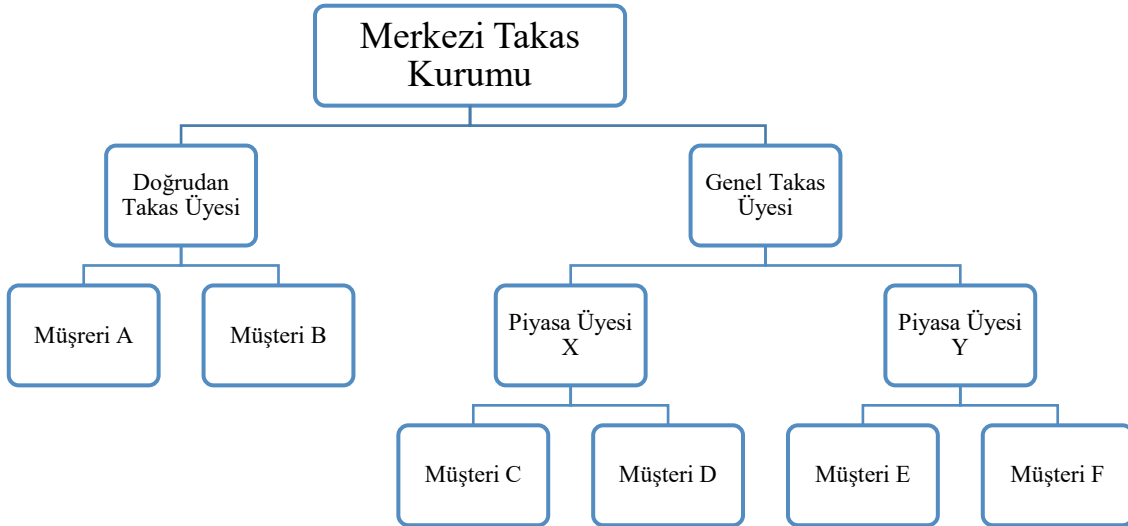 Merkezi Takas
Kurumu
Doğrudan
Takas Üyesi
Genel Takas
Üyesi
Müşreri A
Müşteri B
Piyasa Üyesi
X
Piyasa Üyesi
Y
Müşteri C
Müşteri D
Müşteri E
Müşteri F